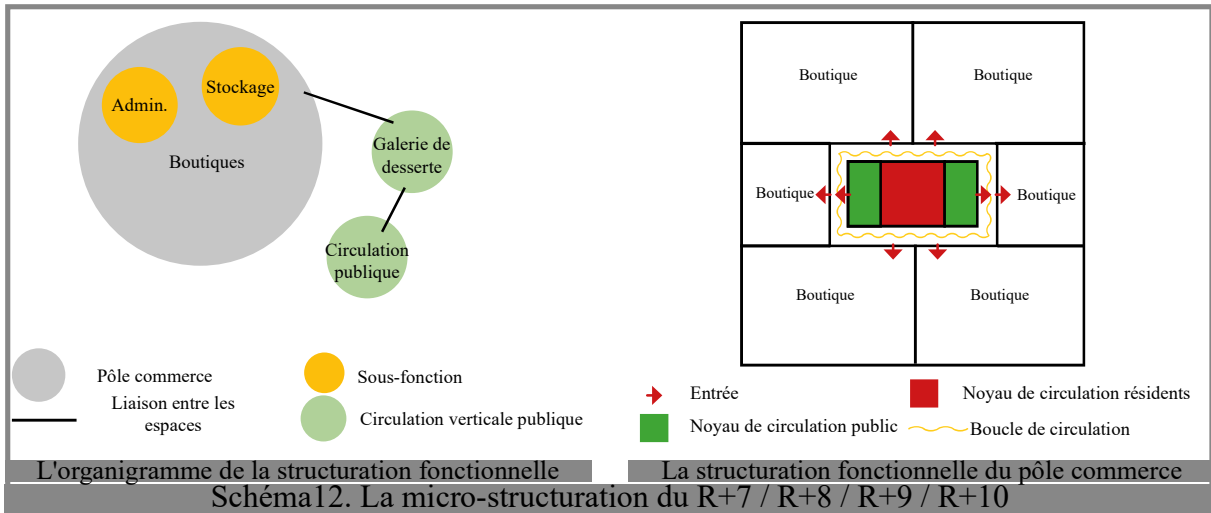 Admin.
Stockage
Boutiques
Galerie de
desserte
Circulation
publique
Pôle commerce
Liaison entre les
espaces
Sous-fonction
Circulation verticale publique
L'organigramme de la structuration fonctionnelle
Boutique
Boutique
Boutique
Boutique
Boutique
Boutique
Entrée
Noyau de circulation résidents
Noyau de circulation public
Boucle de circulation
La structuration fonctionnelle du pôle commerce
Schéma12. La micro-structuration du R+7 / R+8 / R+9 / R+10